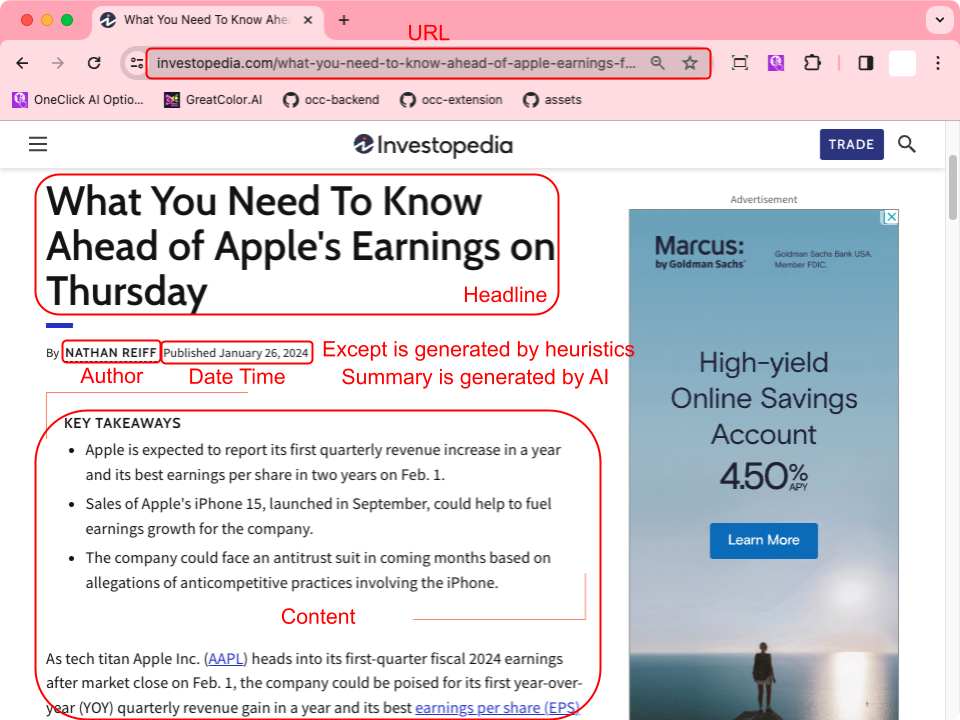 What You Need To Know Ahe
URL
investopedia.com/what-you-need-to-know-ahead-of-apple-earnings-f...
OneClick AI Optio...
GreatColor.AI
occ-backend
occ-extension
assets
Investopedia
TRADE
What You Need To Know
Ahead of Apple's Earnings on
Thursday
Headline
By NATHAN REIFF Published January 26, 2024
Except is generated by heuristics
Author
Date Time
Summary is generated by AI
KEY TAKEAWAYS
• Apple is expected to report its first quarterly revenue increase in a year
and its best earnings per share in two years on Feb. 1.
• Sales of Apple's iPhone 15, launched in September, could help to fuel
earnings growth for the company.
• The company could face an antitrust suit in coming months based on
allegations of anticompetitive practices involving the iPhone.
Content
As tech titan Apple Inc. (AAPL) heads into its first-quarter fiscal 2024 earnings
after market close on Feb. 1, the company could be poised for its first year-over-
year (YOY) quarterly revenue gain in a year and its best earnings per share (EPS)
Advertisement
Marcus:
by Goldman Sachs®
Goldman Sachs Bank USA.
Member FDIC.
High-yield
Online Savings
Account
4.50% APY
Learn More